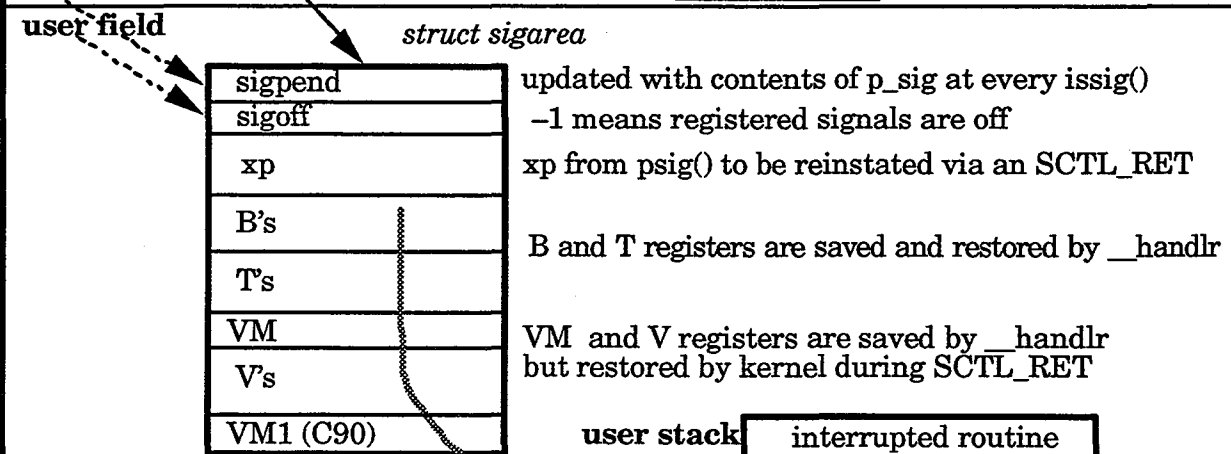 user field
struct sigarea
sigpend updated with contents of p_sig at every issig()
sigoff –1 means registered signals are off
xp xp from psig() to be reinstated via an SCTL_RET
B's
B and T registers are saved and restored by __handlr
T's
VM VM and V registers are saved by __handlr
V's but restored by kernel during SCTL_RET
VM1 (C90) user stack interrupted routine